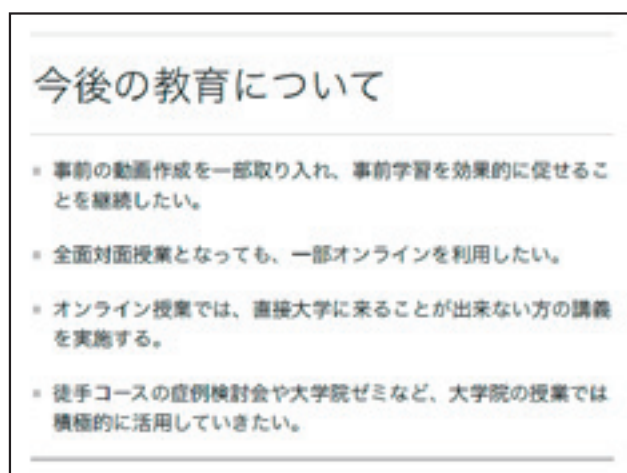 今後の教育について
▪ 事前の動画作成を一部取り入れ、事前学習を効果的に促せるこ
とを継続したい。
▪ 全面対面授業となっても、一部オンラインを利用したい。
▪ オンライン授業では、直接大学に来ることが出来ない方の講義
を実施する。
▪ 徒手コースの症例検討会や大学院ゼミなど、大学院の授業では
積極的に活用していきたい。